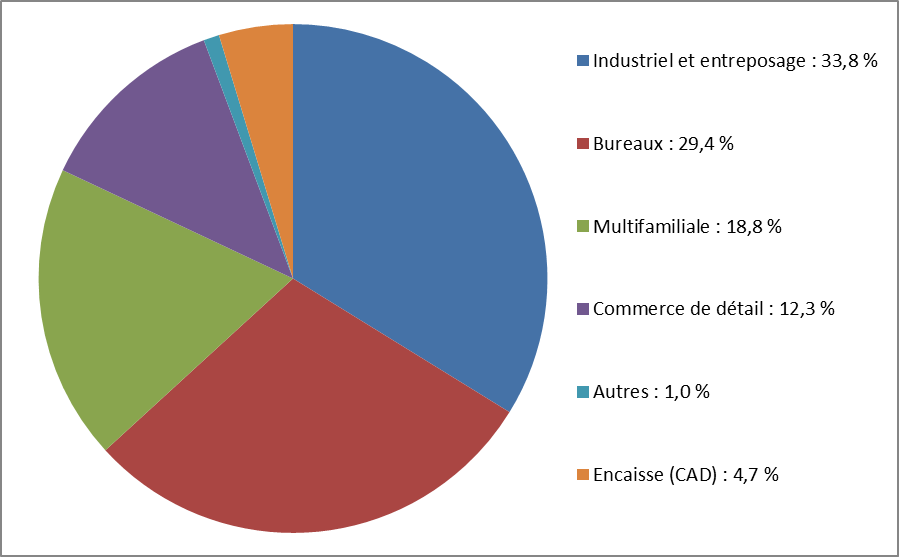 Industriel et entreposage : 33,8 %
Bureaux : 29,4 %
Multifamiliale : 18,8 %
Commerce de détail : 12,3 %
Autres : 1,0 %
Encaisse (CAD) : 4,7 %